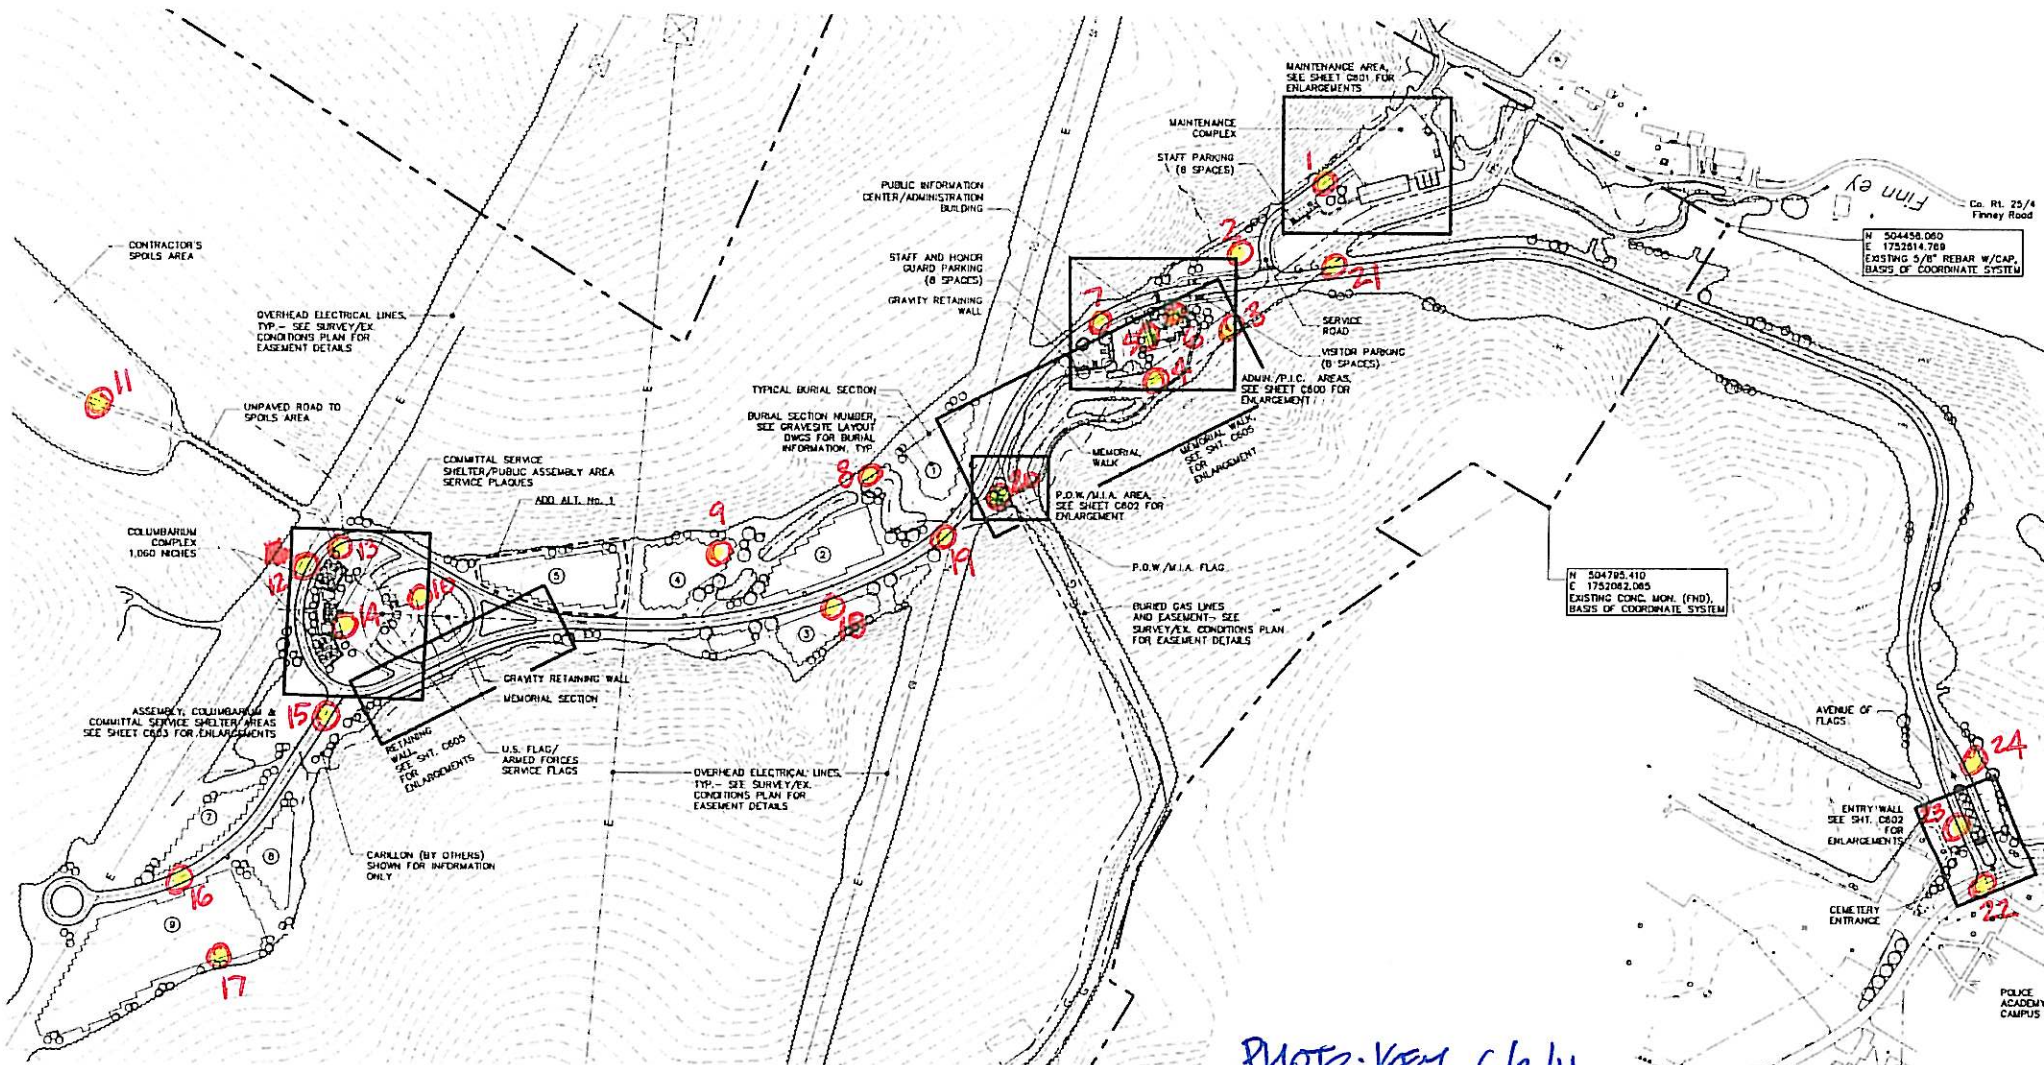 MAINTENANCE AREA,
SEE SHEET C801 FOR
ENLARGEMENTS
MAINTENANCE
COMPLEX
STAFF PARKING
(8 SPACES)
PUBLIC INFORMATION
CENTER/ADMINISTRATION
BUILDING
STAFF AND HONOR
GUARD PARKING
(8 SPACES)
GRAVITY RETAINING
WALL
Finney
Co. Rt. 25/4
Finney Road
N 504458.060
E 1752614.789
EXISTING 5/8" REBAR W/CAP,
BASIS OF COORDINATE SYSTEM
CONTRACTOR'S
SPOILS AREA
OVERHEAD ELECTRICAL LINES,
TYP.- SEE SURVEY/EX.
CONDITIONS PLAN FOR
EASEMENT DETAILS
UNPAVED ROAD TO
SPOILS AREA
TYPICAL BURIAL SECTION
BURIAL SECTION NUMBER,
SEE GRAVESITE LAYOUT
DWGS FOR BURIAL
INFORMATION, TYP.
SERVICE
ROAD
VISITOR PARKING
(8 SPACES)
ADMIN./P.I.C. AREAS,
SEE SHEET C600 FOR
ENLARGEMENT
MEMORIAL WALK,
SEE SHT. C605
FOR
ENLARGEMENT
MEMORIAL
WALK
COMMITTAL SERVICE
SHELTER/PUBLIC ASSEMBLY AREA
SERVICE PLAQUES
ADD ALT. No. 1
COLUMBARIUM
COMPLEX
1,060 NICHES
P.O.W./M.I.A. AREA,
SEE SHEET C602 FOR
ENLARGEMENT
P.O.W./M.I.A. FLAG
BURIED GAS LINES
AND EASEMENT- SEE
SURVEY/EX. CONDITIONS PLAN
FOR EASEMENT DETAILS
N 504795.410
E 1752062.065
EXISTING CONC. MON. (FND),
BASIS OF COORDINATE SYSTEM
GRAVITY RETAINING WALL
MEMORIAL SECTION
ASSEMBLY, COLUMBARIUM &
COMMITTAL SERVICE SHELTER AREAS
SEE SHEET C603 FOR ENLARGEMENTS
RETAINING
WALL
SEE SHT. C605
FOR
ENLARGEMENTS
U.S. FLAG/
ARMED FORCES
SERVICE FLAGS
OVERHEAD ELECTRICAL LINES,
TYP.- SEE SURVEY/EX.
CONDITIONS PLAN FOR
EASEMENT DETAILS
CARILLON (BY OTHERS)
SHOWN FOR INFORMATION
ONLY
AVENUE OF
FLAGS
ENTRY WALL
SEE SHT. C602
FOR
ENLARGEMENTS
CEMETERY
ENTRANCE
POLICE
ACADEMY
CAMPUS
1
2
3
4
5
6
7
8
9
11
12
13
14
15
16
17
18
19
20
21
22
23
24
1
2
3
4
5
7
8
9